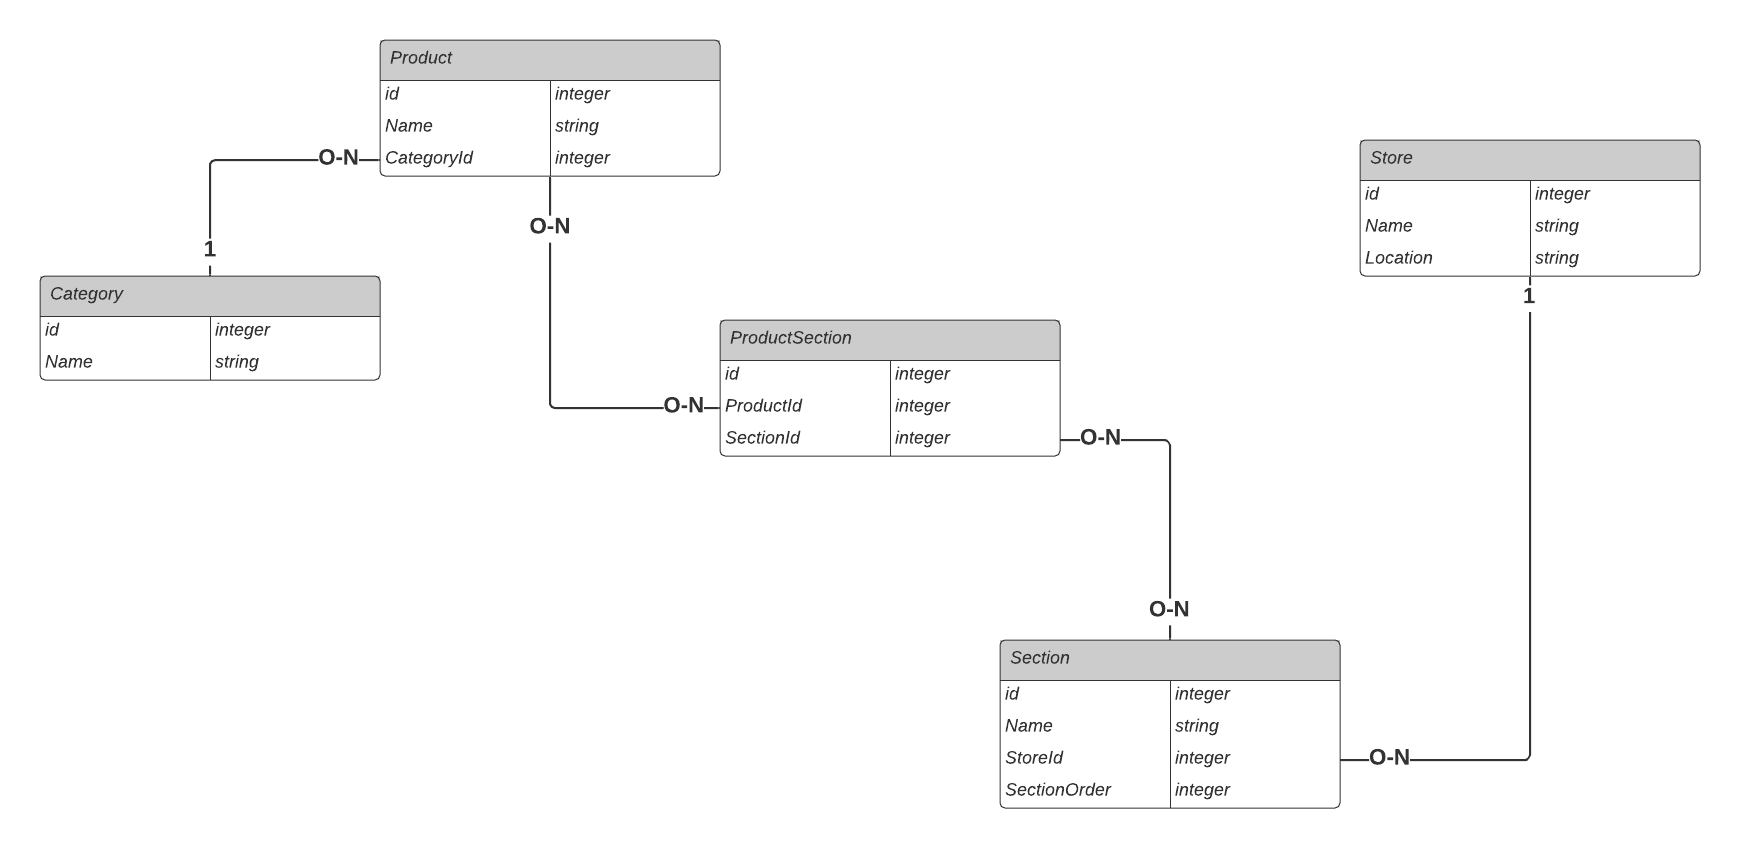 Product
id integer
Name string
CategoryId integer
O-N
1
O-N
Category
id integer
Name string
Store
id integer
Name string
Location string
1
ProductSection
id integer
ProductId integer
SectionId integer
O-N
O-N
O-N
Section
id integer
Name string
StoreId integer
SectionOrder integer
O-N